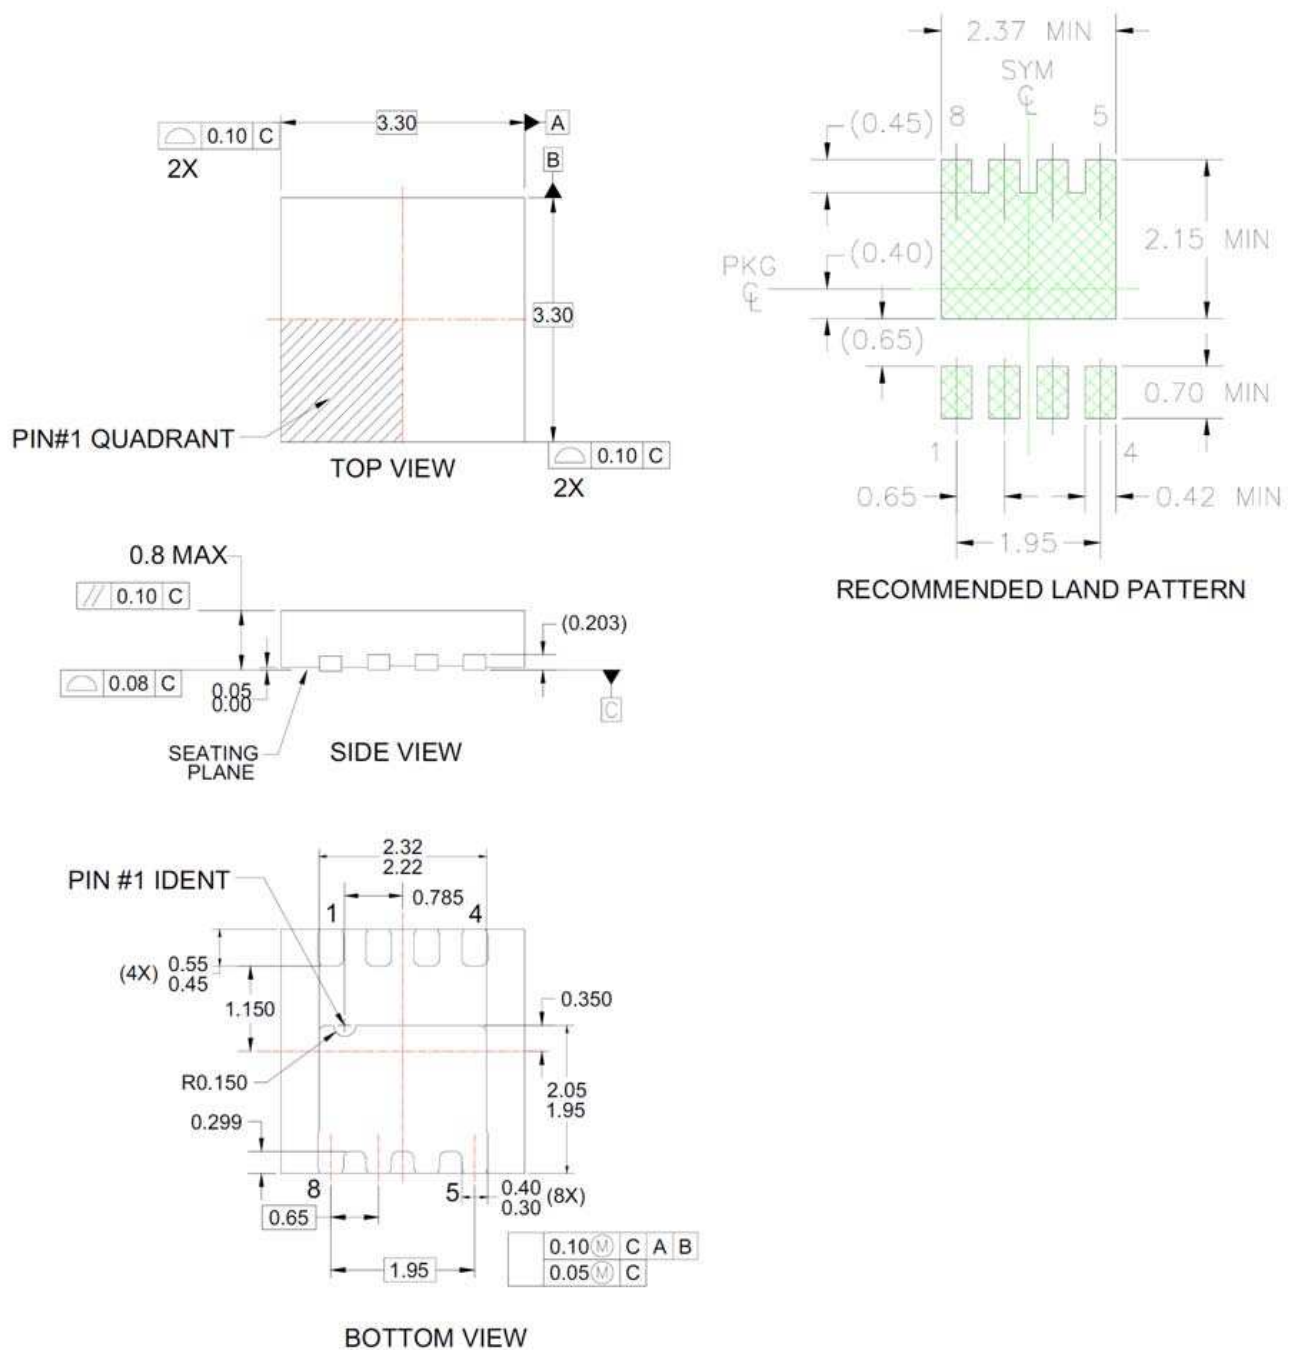 2.37 MIN
SYM
8 5
(0.45)
2.15 MIN
(0.40)
PKG
(0.65)
0.70 MIN
1 4
0.65
0.42 MIN
1.95
RECOMMENDED LAND PATTERN
0.10 C
2X
3.30
A
B
3.30
PIN#1 QUADRANT
TOP VIEW
0.10 C
2X
0.8 MAX
// 0.10 C
(0.203)
0.08 C
0.05
0.00
C
SEATING
PLANE
SIDE VIEW
2.32
2.22
PIN #1 IDENT
0.785
1 4
(4X) 0.55
0.45
1.150
0.350
R0.150
2.05
1.95
0.299
8 5
0.40
0.30 (8X)
0.65
1.95
0.10 Ⓜ C A B
0.05 Ⓜ C
BOTTOM VIEW